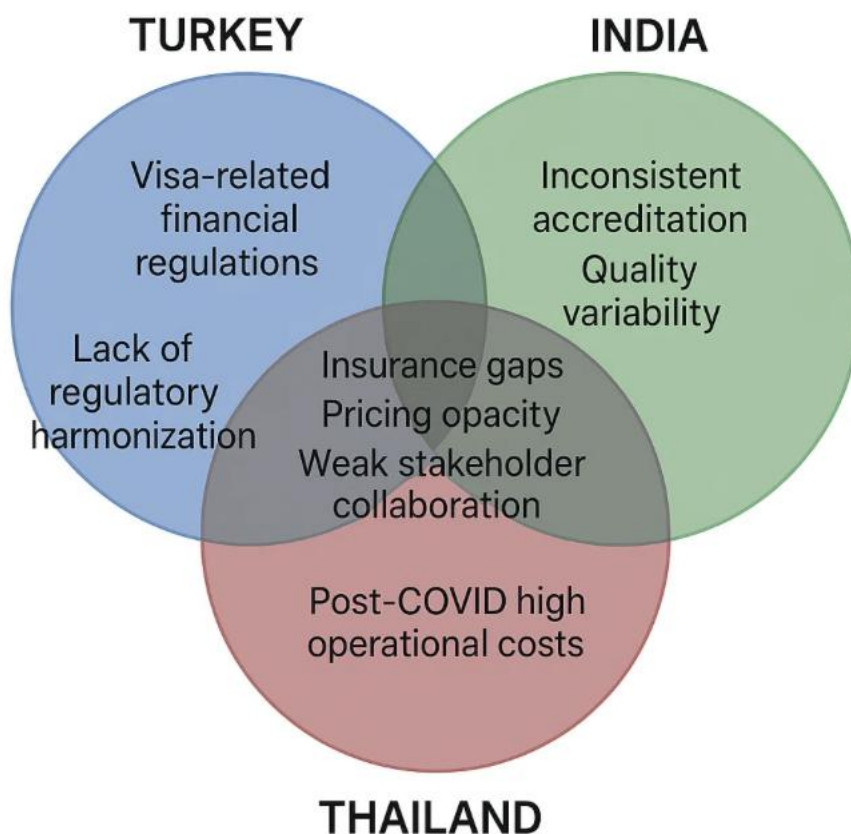 TURKEY
INDIA
Visa-related
financial
regulations
Inconsistent
accreditation
Quality
variability
Lack of
regulatory
harmonization
Insurance gaps
Pricing opacity
Weak stakeholder
collaboration
Post-COVID high
operational costs
THAILAND